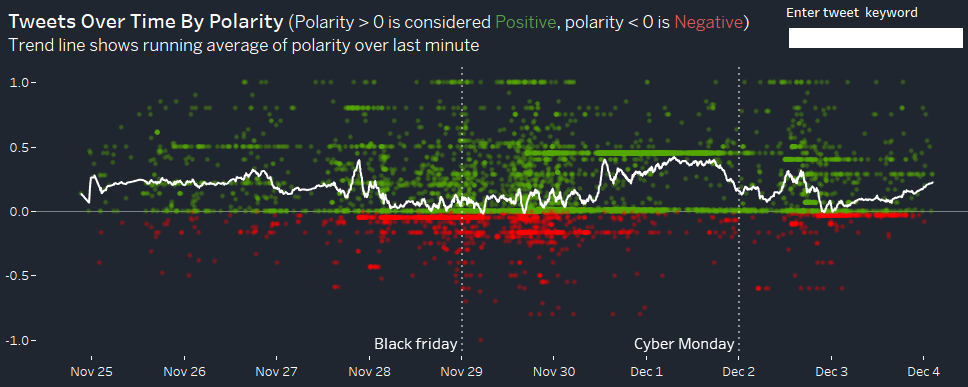 Tweets Over Time By Polarity (Polarity > 0 is considered Positive, polarity < 0 is Negative)
Trend line shows running average of polarity over last minute
Enter tweet keyword
1.0
0.5
0.0
-0.5
-1.0
Black friday
Cyber Monday
Nov 25 Nov 26 Nov 27 Nov 28 Nov 29 Nov 30 Dec 1 Dec 2 Dec 3 Dec 4